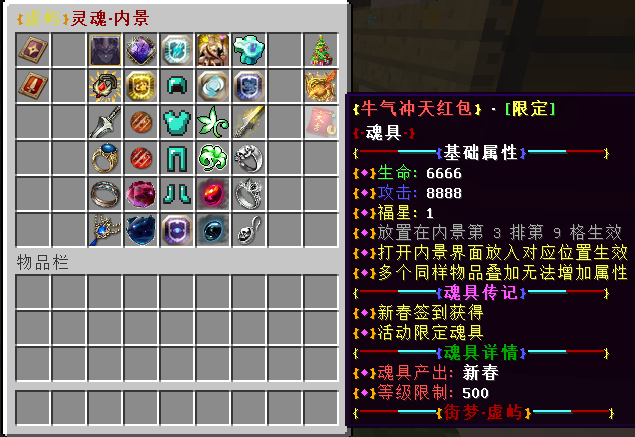 {虚屿}灵魂·内景
{牛气冲天红包} · [限定]
{·魂具·}
{基础属性}
{◆}生命: 6666
{◆}攻击: 8888
{◆}福星: 1
{◆}放置在内景第 3 排第 9 格生效
{◆}打开内景界面放入对应位置生效
{◆}多个同样物品叠加无法增加属性
{魂具传记}
{◆}新春签到获得
{◆}活动限定魂具
{魂具详情}
{◆}魂具产出: 新春
{◆}等级限制: 500
{街梦·虚屿}
物品栏